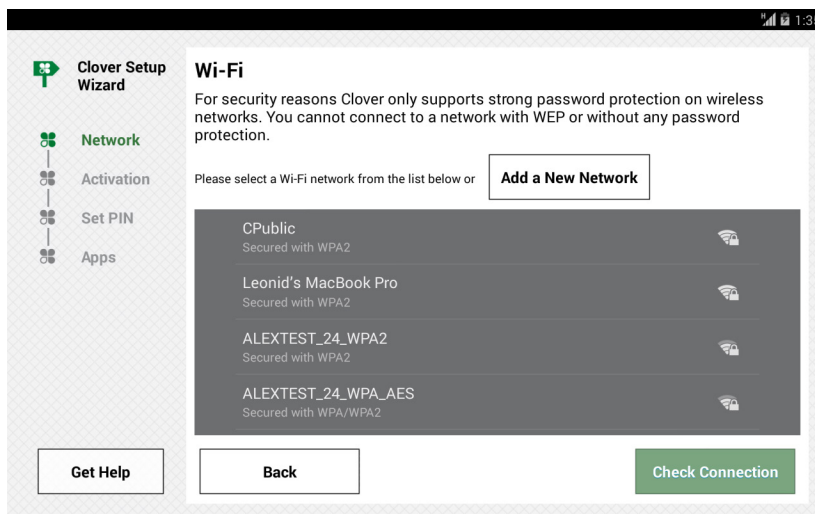 H 1:35
Clover Setup
Wizard
Network
Activation
Set PIN
Apps
Get Help
Wi-Fi
For security reasons Clover only supports strong password protection on wireless
networks. You cannot connect to a network with WEP or without any password
protection.
Please select a Wi-Fi network from the list below or Add a New Network
CPublic
Secured with WPA2
Leonid's MacBook Pro
Secured with WPA2
ALEXTEST_24_WPA2
Secured with WPA2
ALEXTEST_24_WPA_AES
Secured with WPA/WPA2
Back
Check Connection